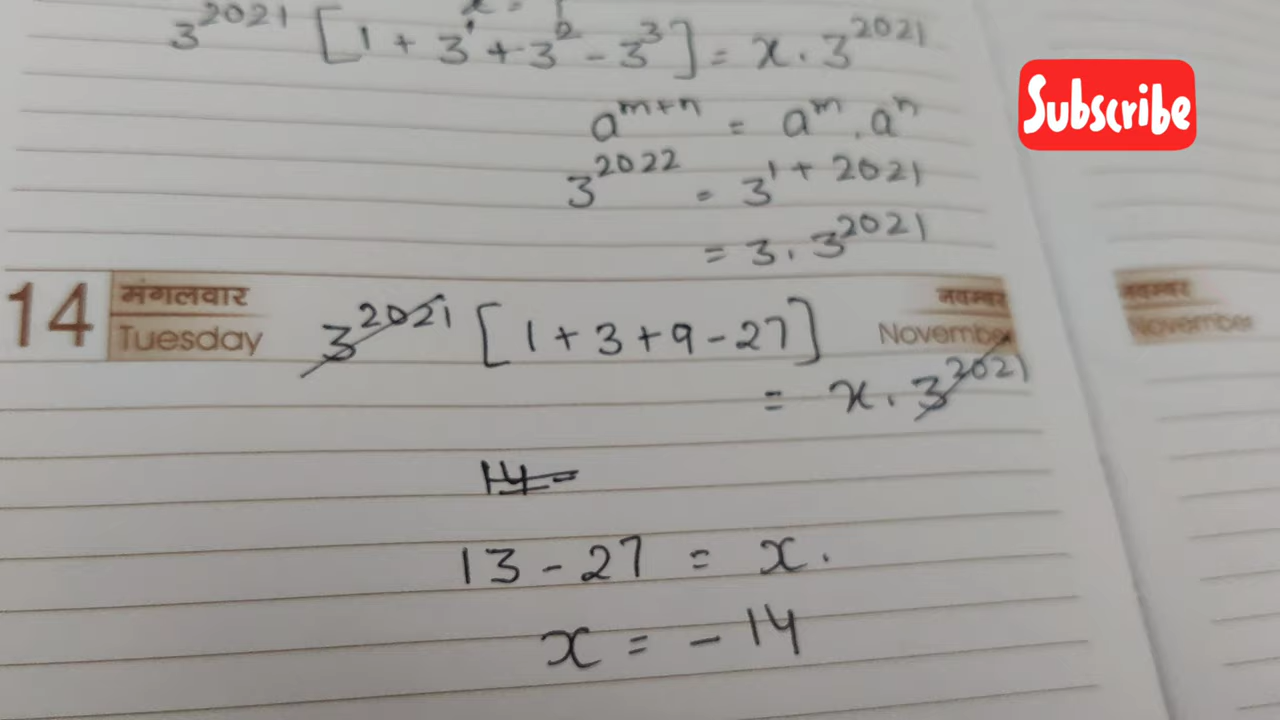 3^2021 [1 + 3^1 + 3^2 - 3^3] = x . 3^2021
Subscribe
a^m+n = a^m . a^n
3^2022 = 3^1 + 2021
= 3 . 3^2021
14 मंगलवार Tuesday
3^2021 [1 + 3 + 9 - 27]
नवम्बर November
नवम्बर November
= x . 3^2021
14 =
13 - 27 = x .
x = - 14